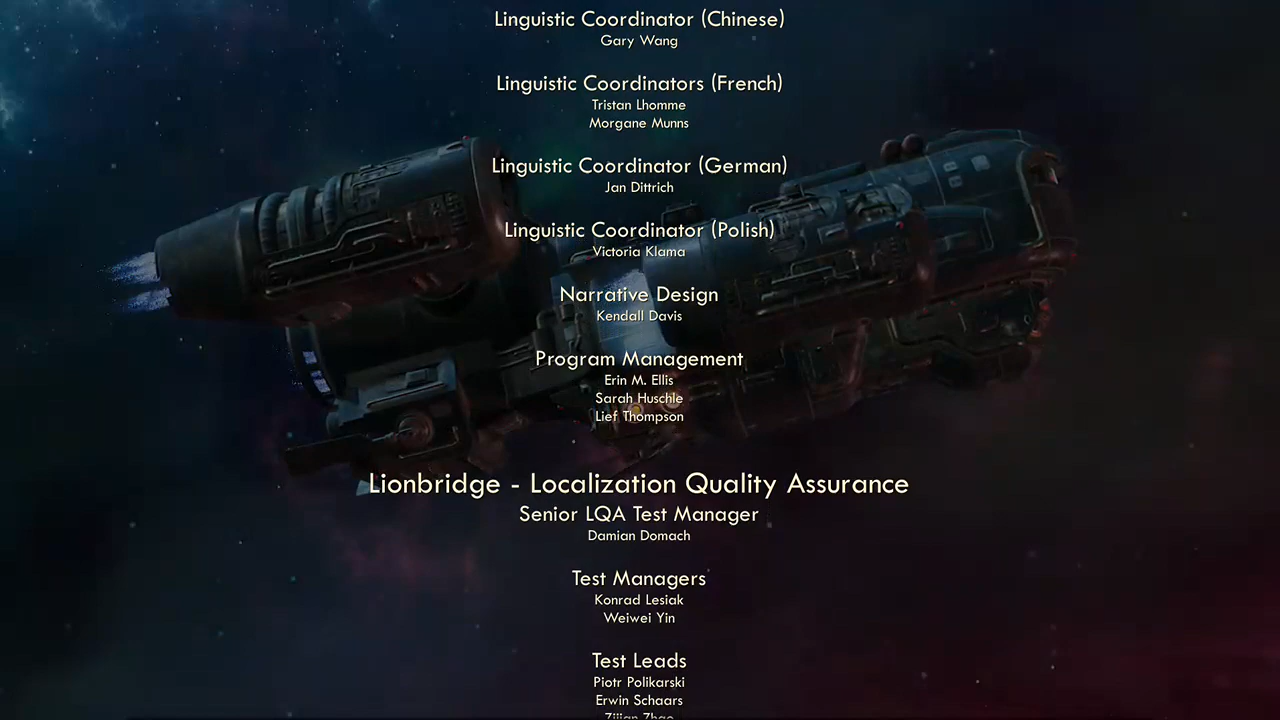 Linguistic Coordinator (Chinese)
Gary Wang
Linguistic Coordinators (French)
Tristan Lhomme
Morgane Munns
Linguistic Coordinator (German)
Jan Dittrich
Linguistic Coordinator (Polish)
Victoria Klama
Narrative Design
Kendall Davis
Program Management
Erin M. Ellis
Sarah Huschle
Lief Thompson
Lionbridge - Localization Quality Assurance
Senior LQA Test Manager
Damian Domach
Test Managers
Konrad Lesiak
Weiwei Yin
Test Leads
Piotr Polikarski
Erwin Schaars